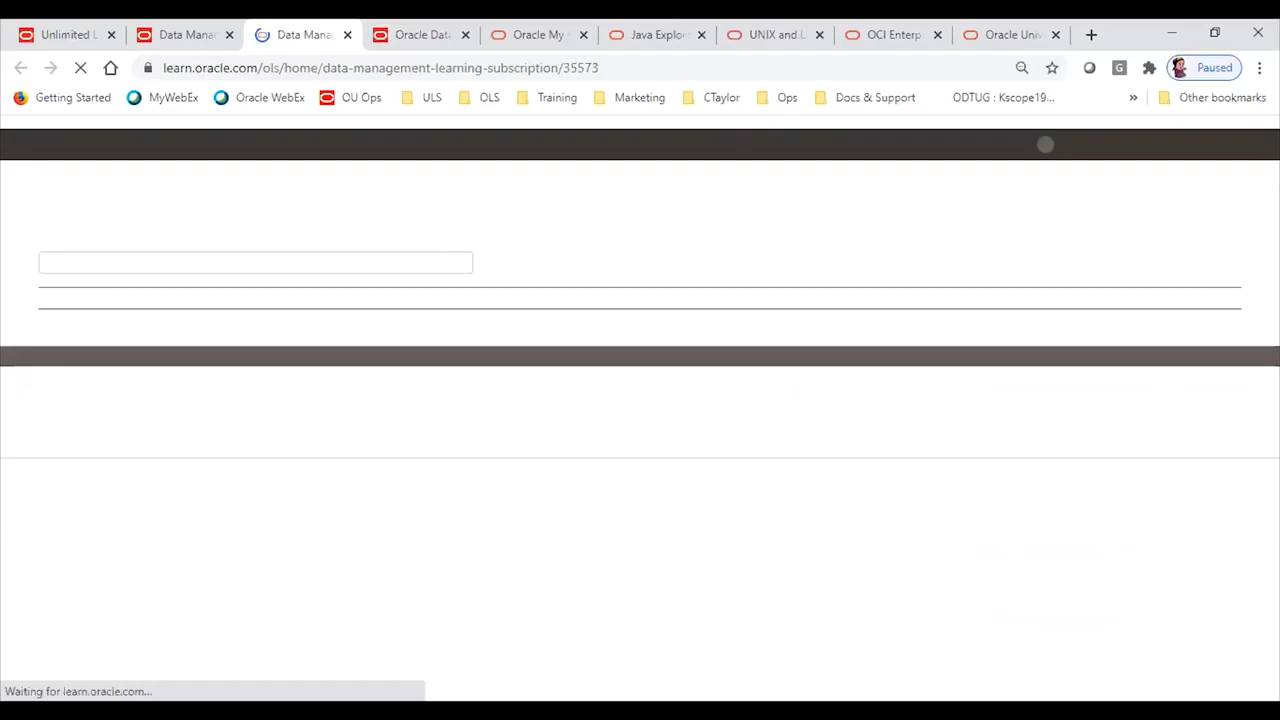 Unlimited L
Data Mana
Data Mana
Oracle Data
Oracle My
Java Explor
UNIX and L
OCI Enterp
Oracle Univ
learn.oracle.com/ols/home/data-management-learning-subscription/35573
Paused
Getting Started
MyWebEx
Oracle WebEx
OU Ops
ULS
OLS
Training
Marketing
CTaylor
Ops
Docs & Support
ODTUG : Kscope19...
»
Other bookmarks
Waiting for learn.oracle.com...